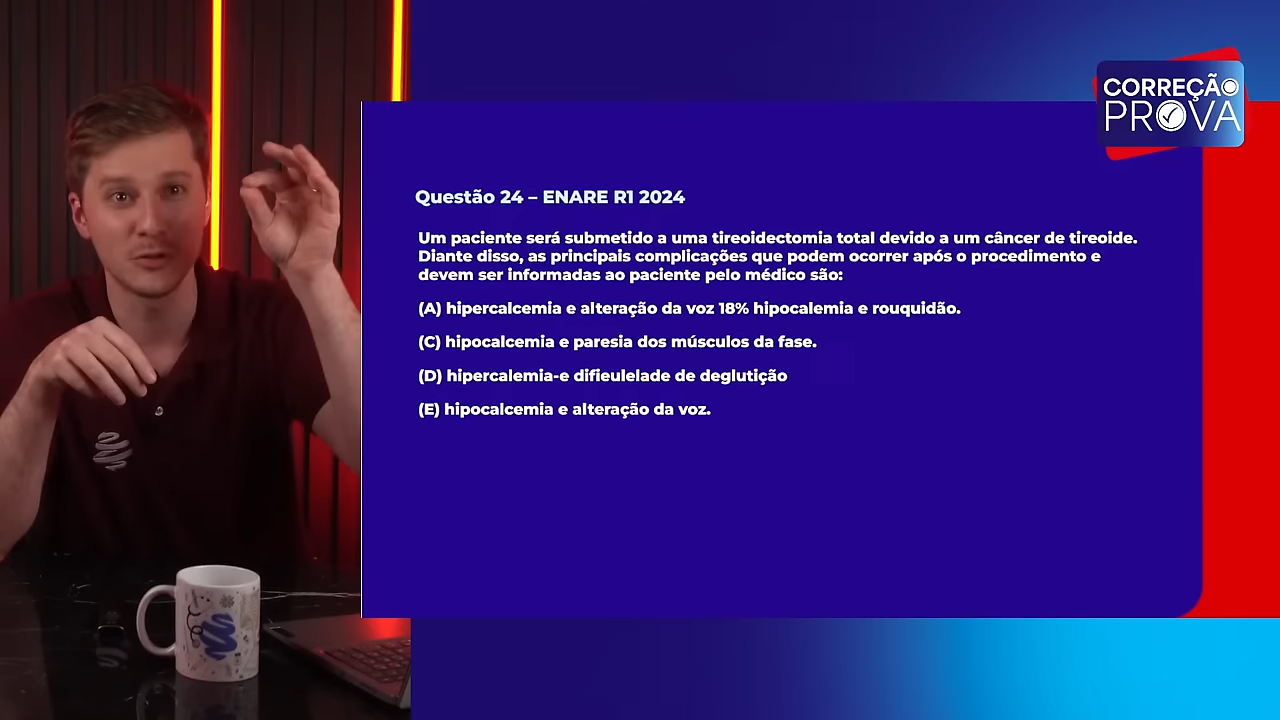 CORREÇÃO
PROVA
Questão 24 – ENARE R1 2024
Um paciente será submetido a uma tireoidectomia total devido a um câncer de tireoide.
Diante disso, as principais complicações que podem ocorrer após o procedimento e
devem ser informadas ao paciente pelo médico são:
(A) hipercalcemia e alteração da voz 18% hipocalemia e rouquidão.
(C) hipocalcemia e paresia dos músculos da fase.
(D) hipercalemia-e difieulelade de deglutição
(E) hipocalcemia e alteração da voz.